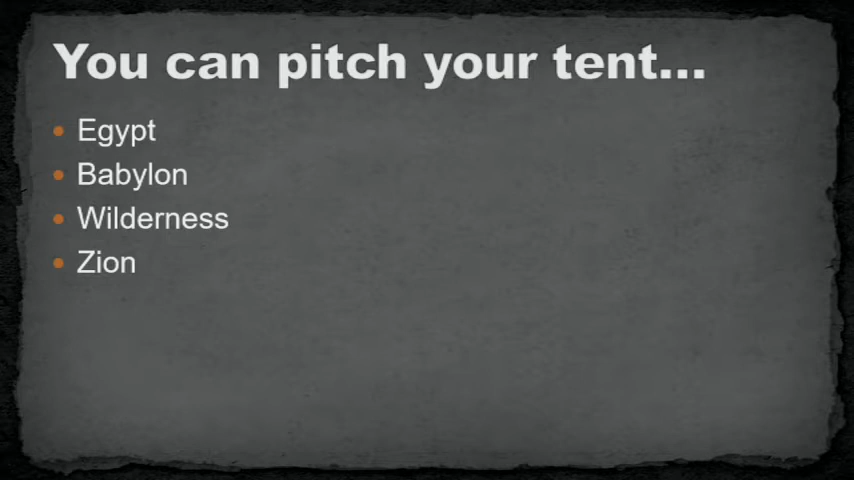 You can pitch your tent...
• Egypt
• Babylon
• Wilderness
• Zion